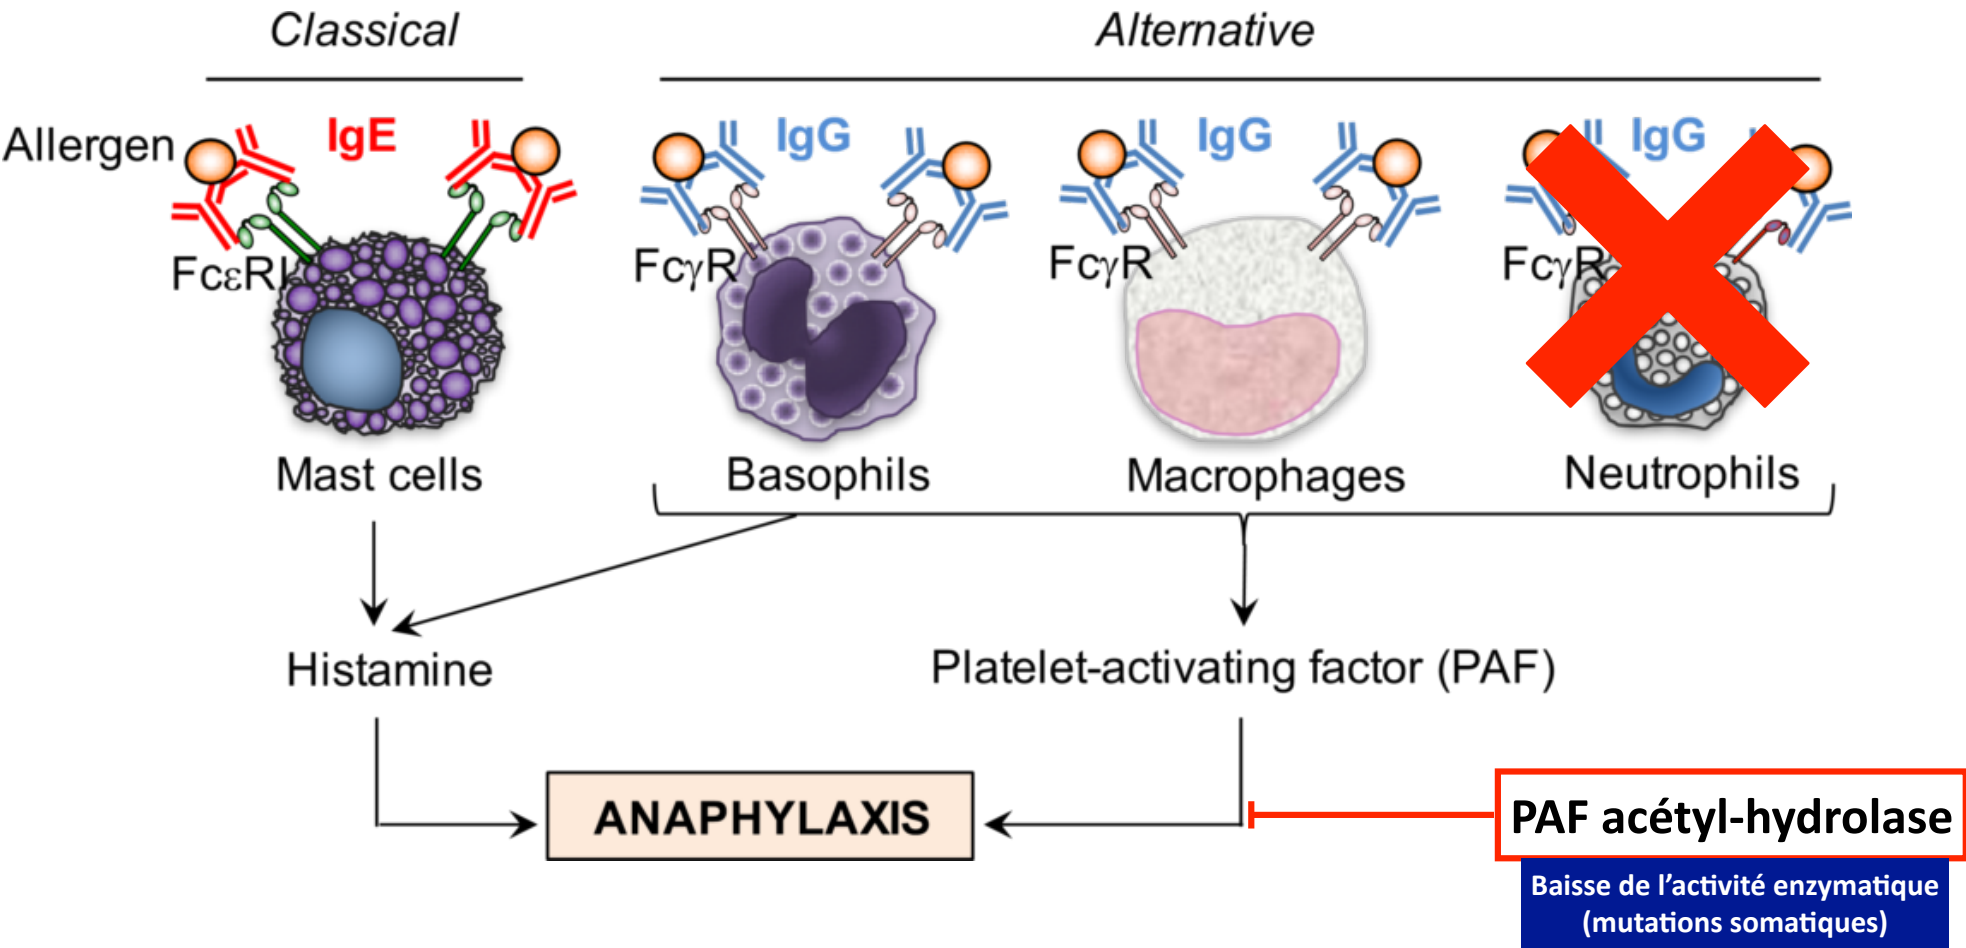 Classical
Alternative
Allergen
IgE
IgG
IgG
IgG
FcεRI
FcγR
FcγR
FcγR
Mast cells
Basophils
Macrophages
Neutrophils
Histamine
Platelet-activating factor (PAF)
ANAPHYLAXIS
PAF acétyl-hydrolase
Baisse de l’activité enzymatique
(mutations somatiques)